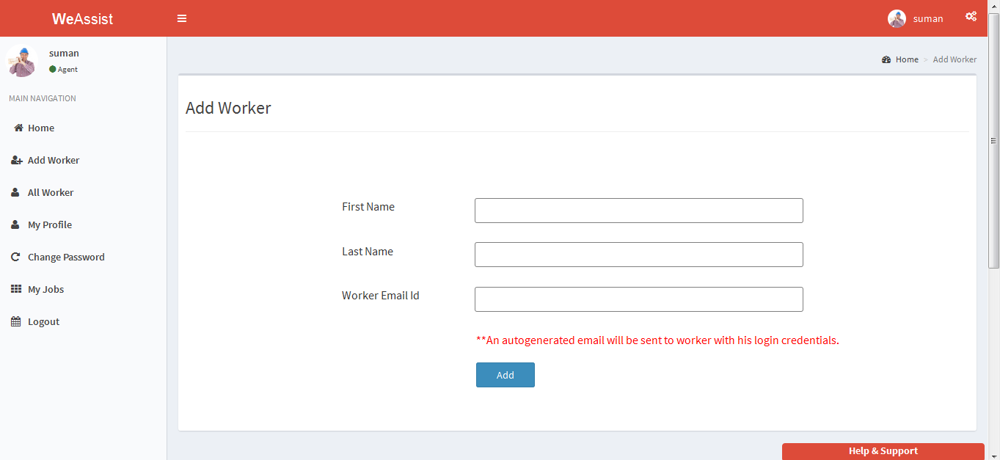 WeAssist
suman
suman
Agent
Home > Add Worker
MAIN NAVIGATION
Home
Add Worker
All Worker
My Profile
Change Password
My Jobs
Logout
Add Worker
First Name
Last Name
Worker Email Id
**An autogenerated email will be sent to worker with his login credentials.
Add
Help & Support